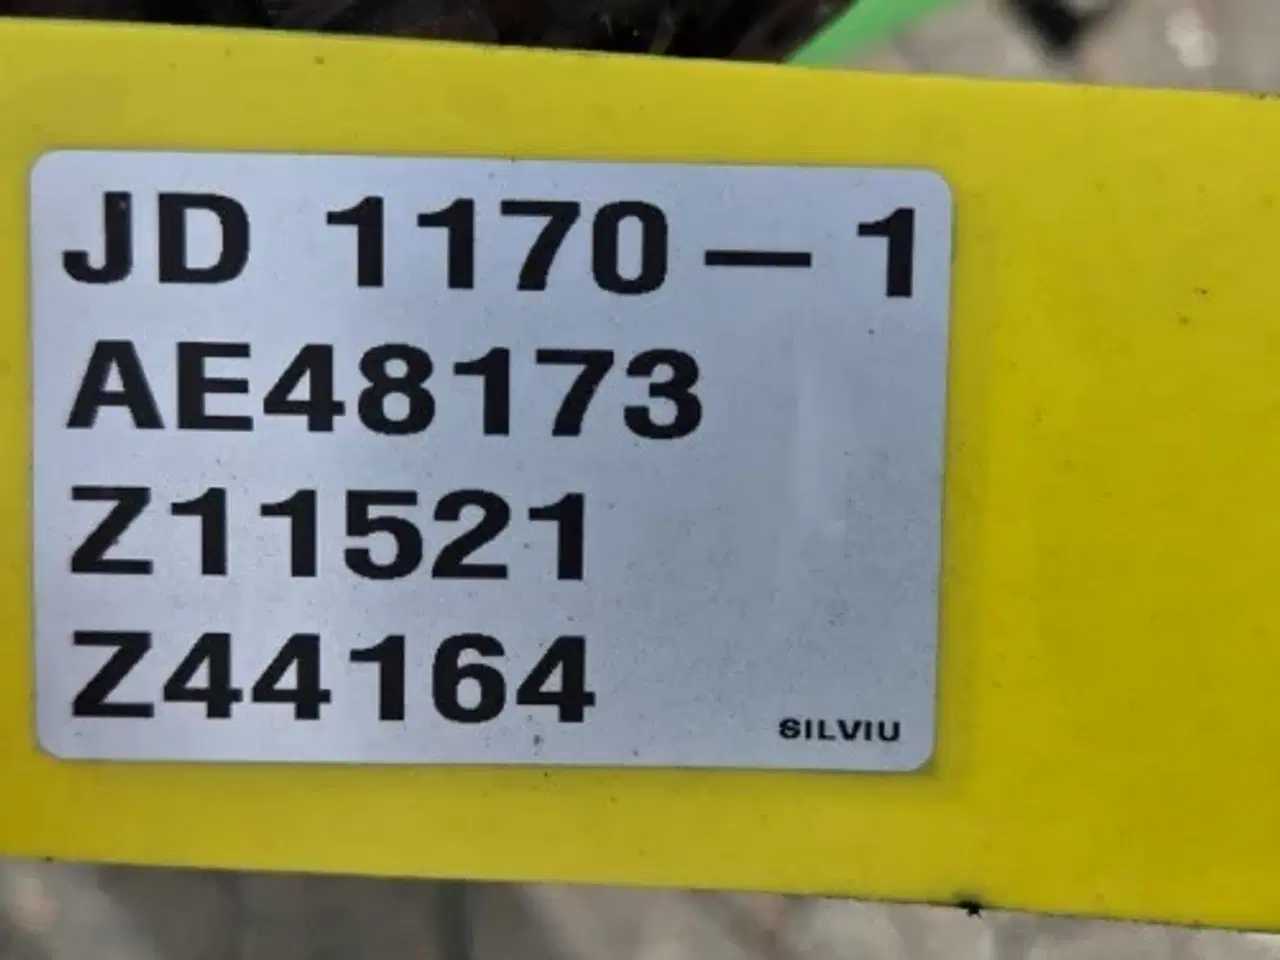 JD 1170 – 1
AE48173
Z11521
Z44164
SILVIU